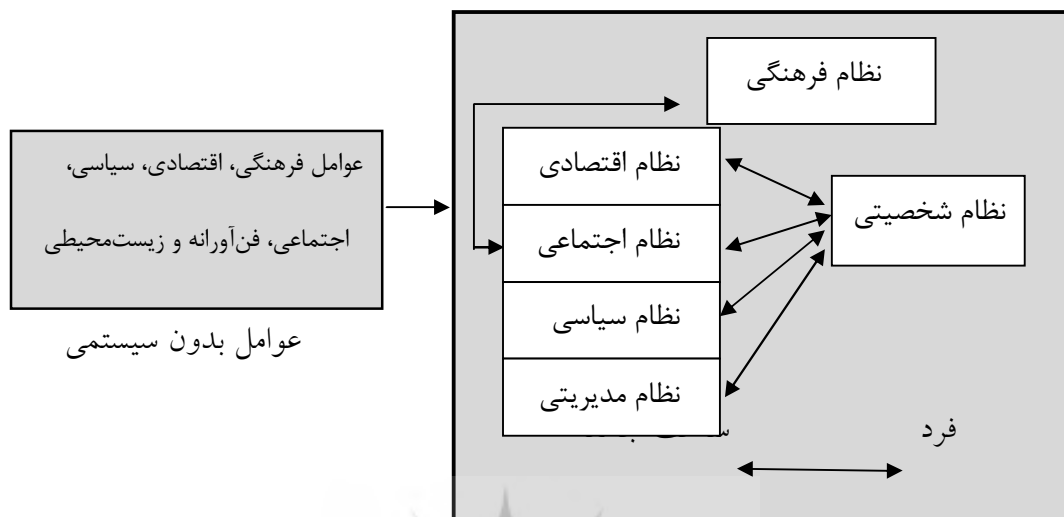 نظام فرهنگی
عوامل فرهنگی، اقتصادی، سیاسی،
اجتماعی، فن‌آورانه و زیست‌محیطی
عوامل بدون سیستمی
نظام اقتصادی
نظام اجتماعی
نظام سیاسی
نظام مدیریتی
نظام شخصیتی
فرد